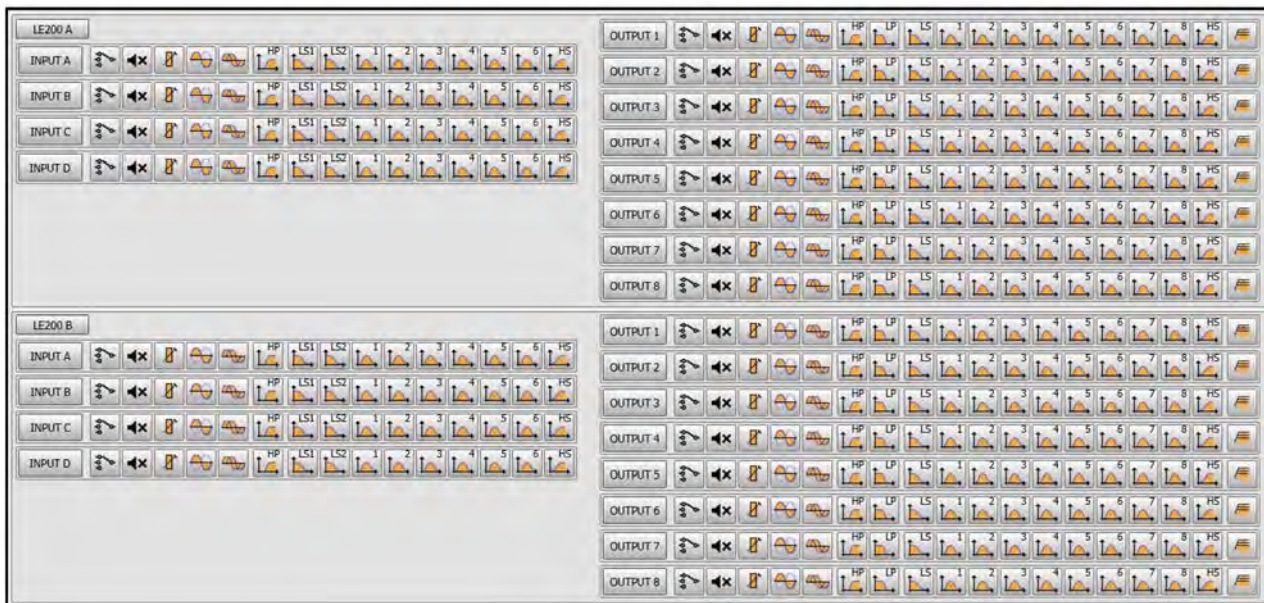 LE200 A
INPUT A HP LS1 LS2 1 2 3 4 5 6 HS
INPUT B HP LS1 LS2 1 2 3 4 5 6 HS
INPUT C HP LS1 LS2 1 2 3 4 5 6 HS
INPUT D HP LS1 LS2 1 2 3 4 5 6 HS
OUTPUT 1 HP LP LS 1 2 3 4 5 6 7 8 HS
OUTPUT 2 HP LP LS 1 2 3 4 5 6 7 8 HS
OUTPUT 3 HP LP LS 1 2 3 4 5 6 7 8 HS
OUTPUT 4 HP LP LS 1 2 3 4 5 6 7 8 HS
OUTPUT 5 HP LP LS 1 2 3 4 5 6 7 8 HS
OUTPUT 6 HP LP LS 1 2 3 4 5 6 7 8 HS
OUTPUT 7 HP LP LS 1 2 3 4 5 6 7 8 HS
OUTPUT 8 HP LP LS 1 2 3 4 5 6 7 8 HS
LE200 B
INPUT A HP LS1 LS2 1 2 3 4 5 6 HS
INPUT B HP LS1 LS2 1 2 3 4 5 6 HS
INPUT C HP LS1 LS2 1 2 3 4 5 6 HS
INPUT D HP LS1 LS2 1 2 3 4 5 6 HS
OUTPUT 1 HP LP LS 1 2 3 4 5 6 7 8 HS
OUTPUT 2 HP LP LS 1 2 3 4 5 6 7 8 HS
OUTPUT 3 HP LP LS 1 2 3 4 5 6 7 8 HS
OUTPUT 4 HP LP LS 1 2 3 4 5 6 7 8 HS
OUTPUT 5 HP LP LS 1 2 3 4 5 6 7 8 HS
OUTPUT 6 HP LP LS 1 2 3 4 5 6 7 8 HS
OUTPUT 7 HP LP LS 1 2 3 4 5 6 7 8 HS
OUTPUT 8 HP LP LS 1 2 3 4 5 6 7 8 HS